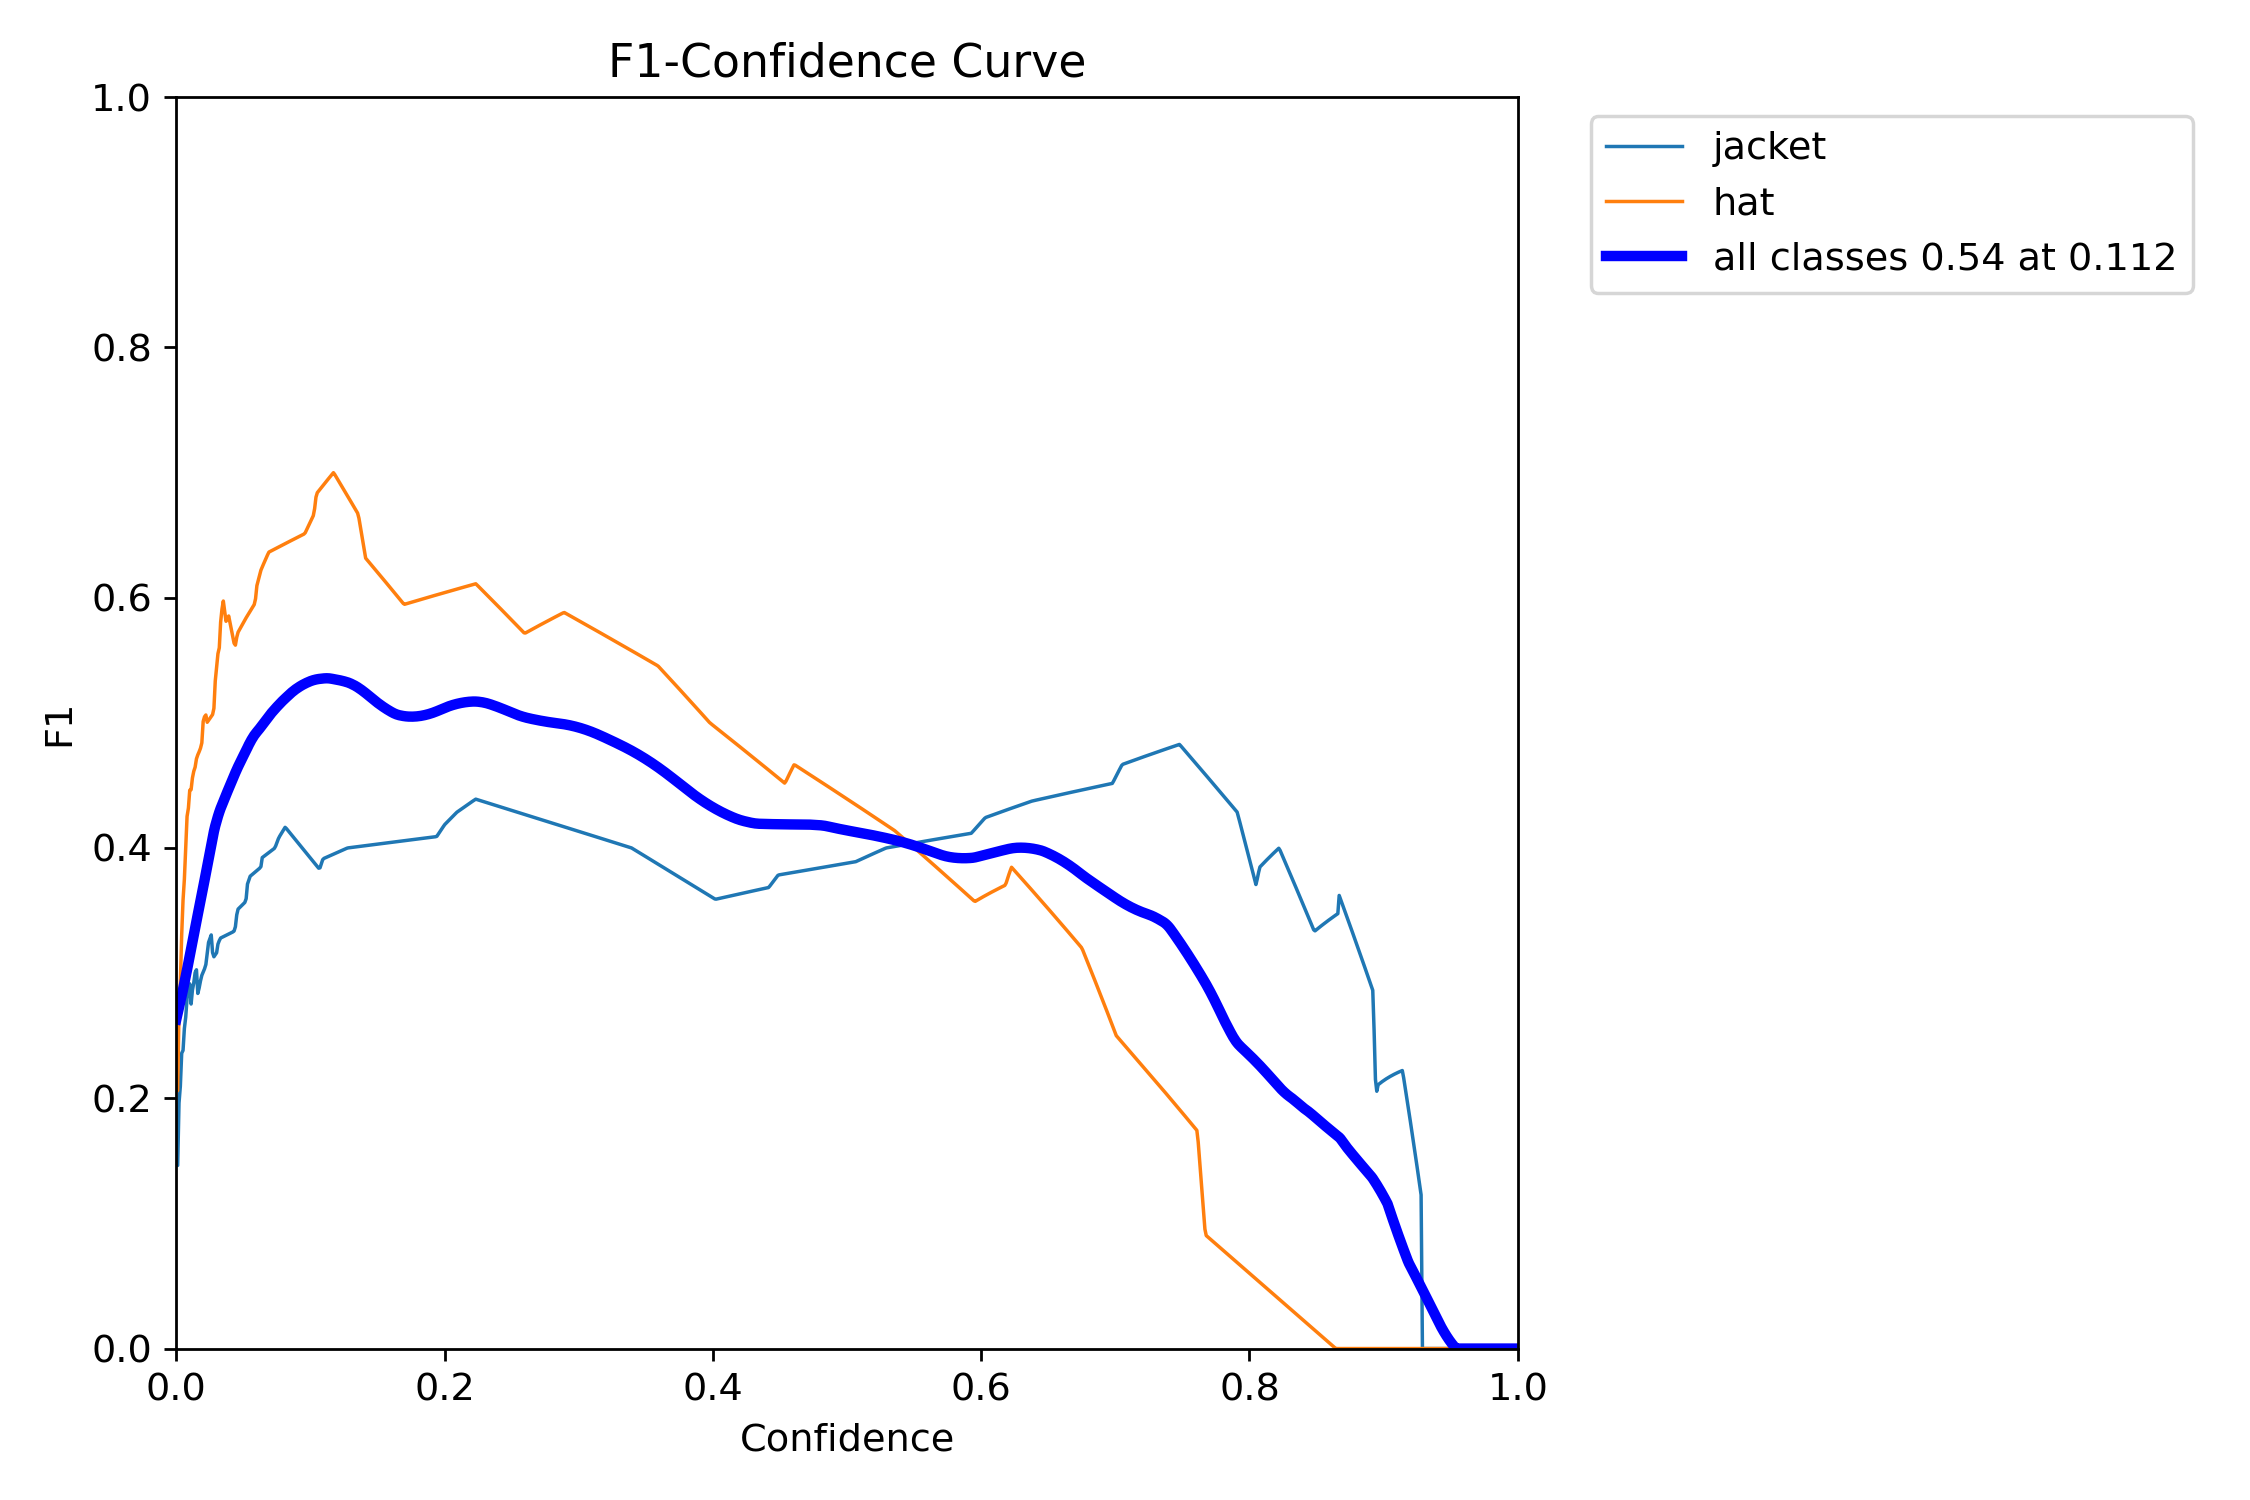 F1-Confidence Curve
jacket
hat
all classes 0.54 at 0.112
1.0
0.8
0.6
0.4
0.2
0.0
F1
0.0 0.2 0.4 0.6 0.8 1.0
Confidence